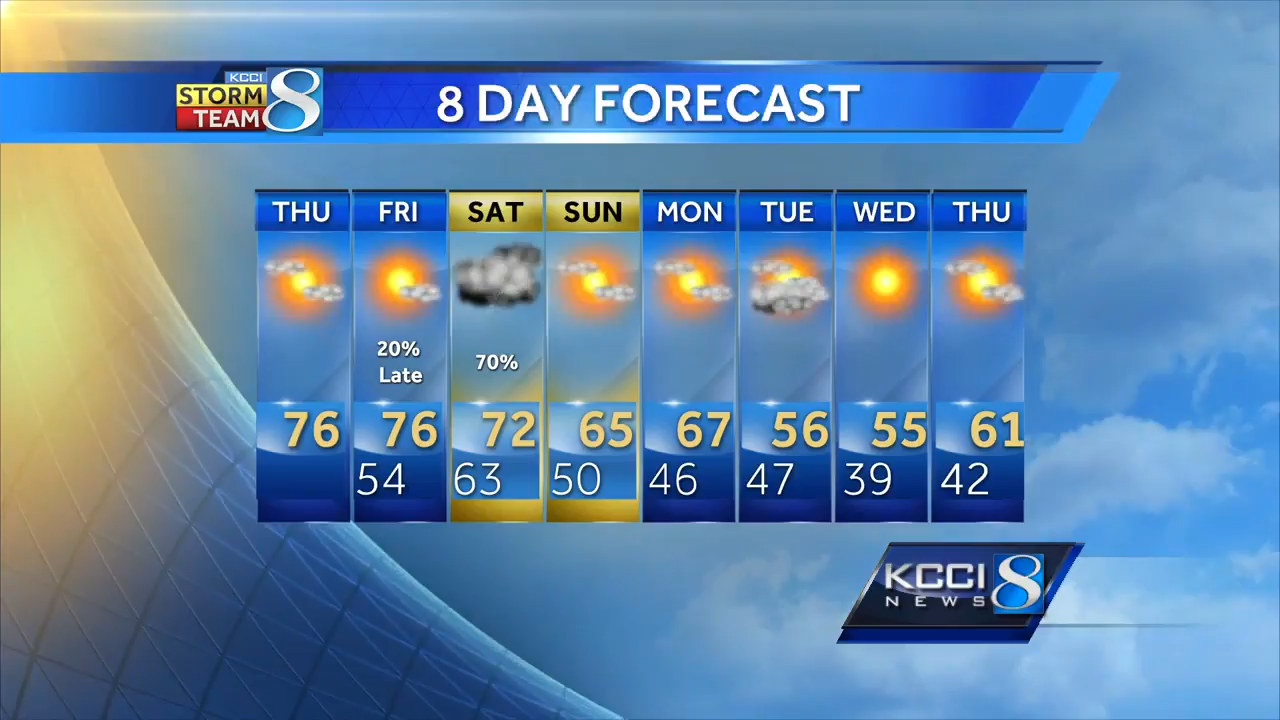 KCCI
STORM
TEAM
8
8 DAY FORECAST
THU FRI SAT SUN MON TUE WED THU
20%
Late
70%
76 76 72 65 67 56 55 61
54 63 50 46 47 39 42
KCCI 8
NEWS